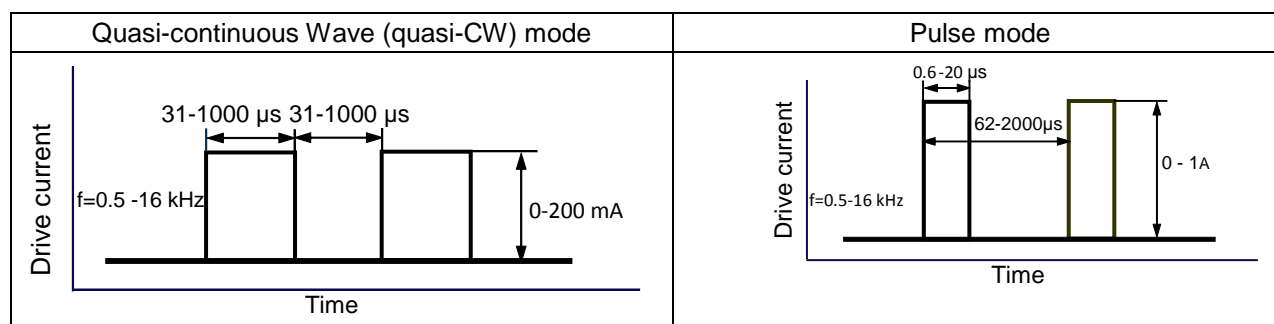 Quasi-continuous Wave (quasi-CW) mode
Drive current
31-1000 µs 31-1000 µs
f=0.5 -16 kHz
0-200 mA
Time
Pulse mode
Drive current
0.6-20 µs
62-2000µs
0 - 1A
f=0.5-16 kHz
Time